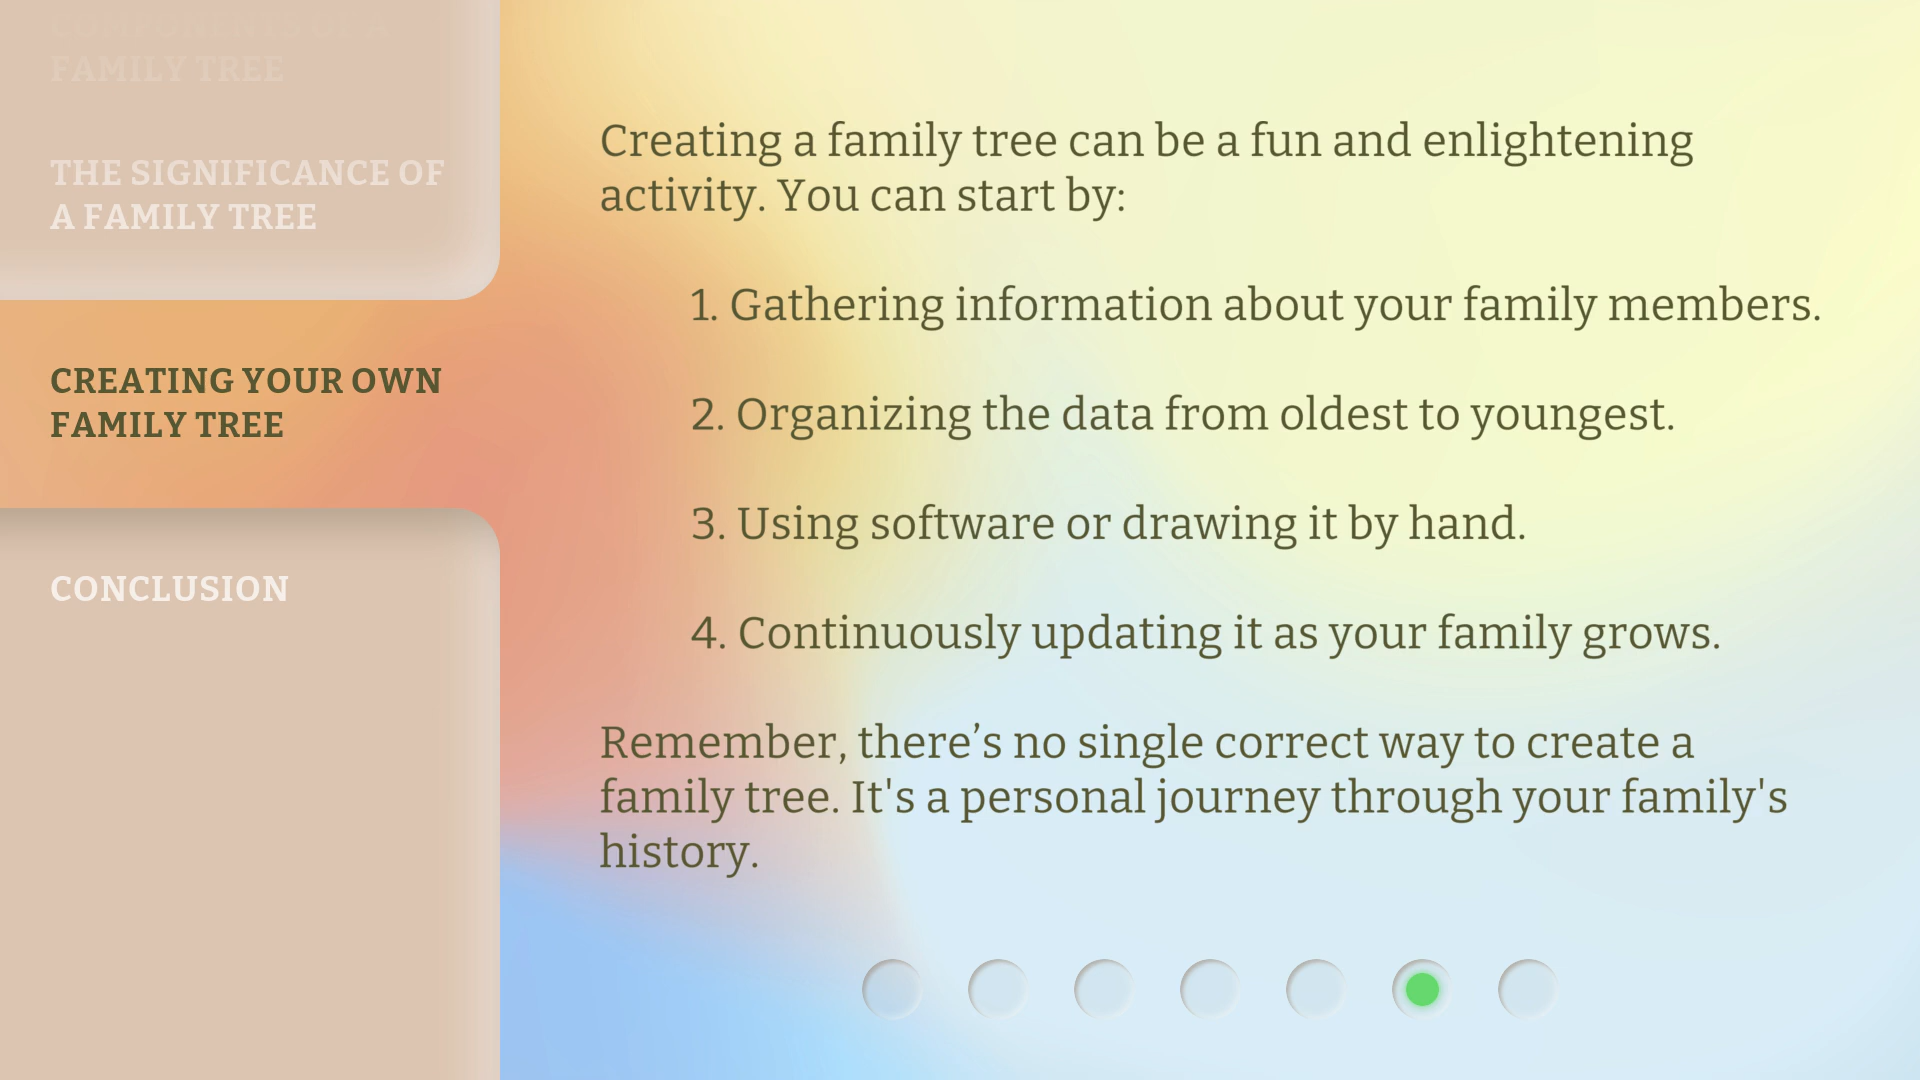 COMPONENTS OF A
FAMILY TREE
THE SIGNIFICANCE OF
A FAMILY TREE
CREATING YOUR OWN
FAMILY TREE
CONCLUSION
Creating a family tree can be a fun and enlightening
activity. You can start by:
1. Gathering information about your family members.
2. Organizing the data from oldest to youngest.
3. Using software or drawing it by hand.
4. Continuously updating it as your family grows.
Remember, there’s no single correct way to create a
family tree. It's a personal journey through your family's
history.